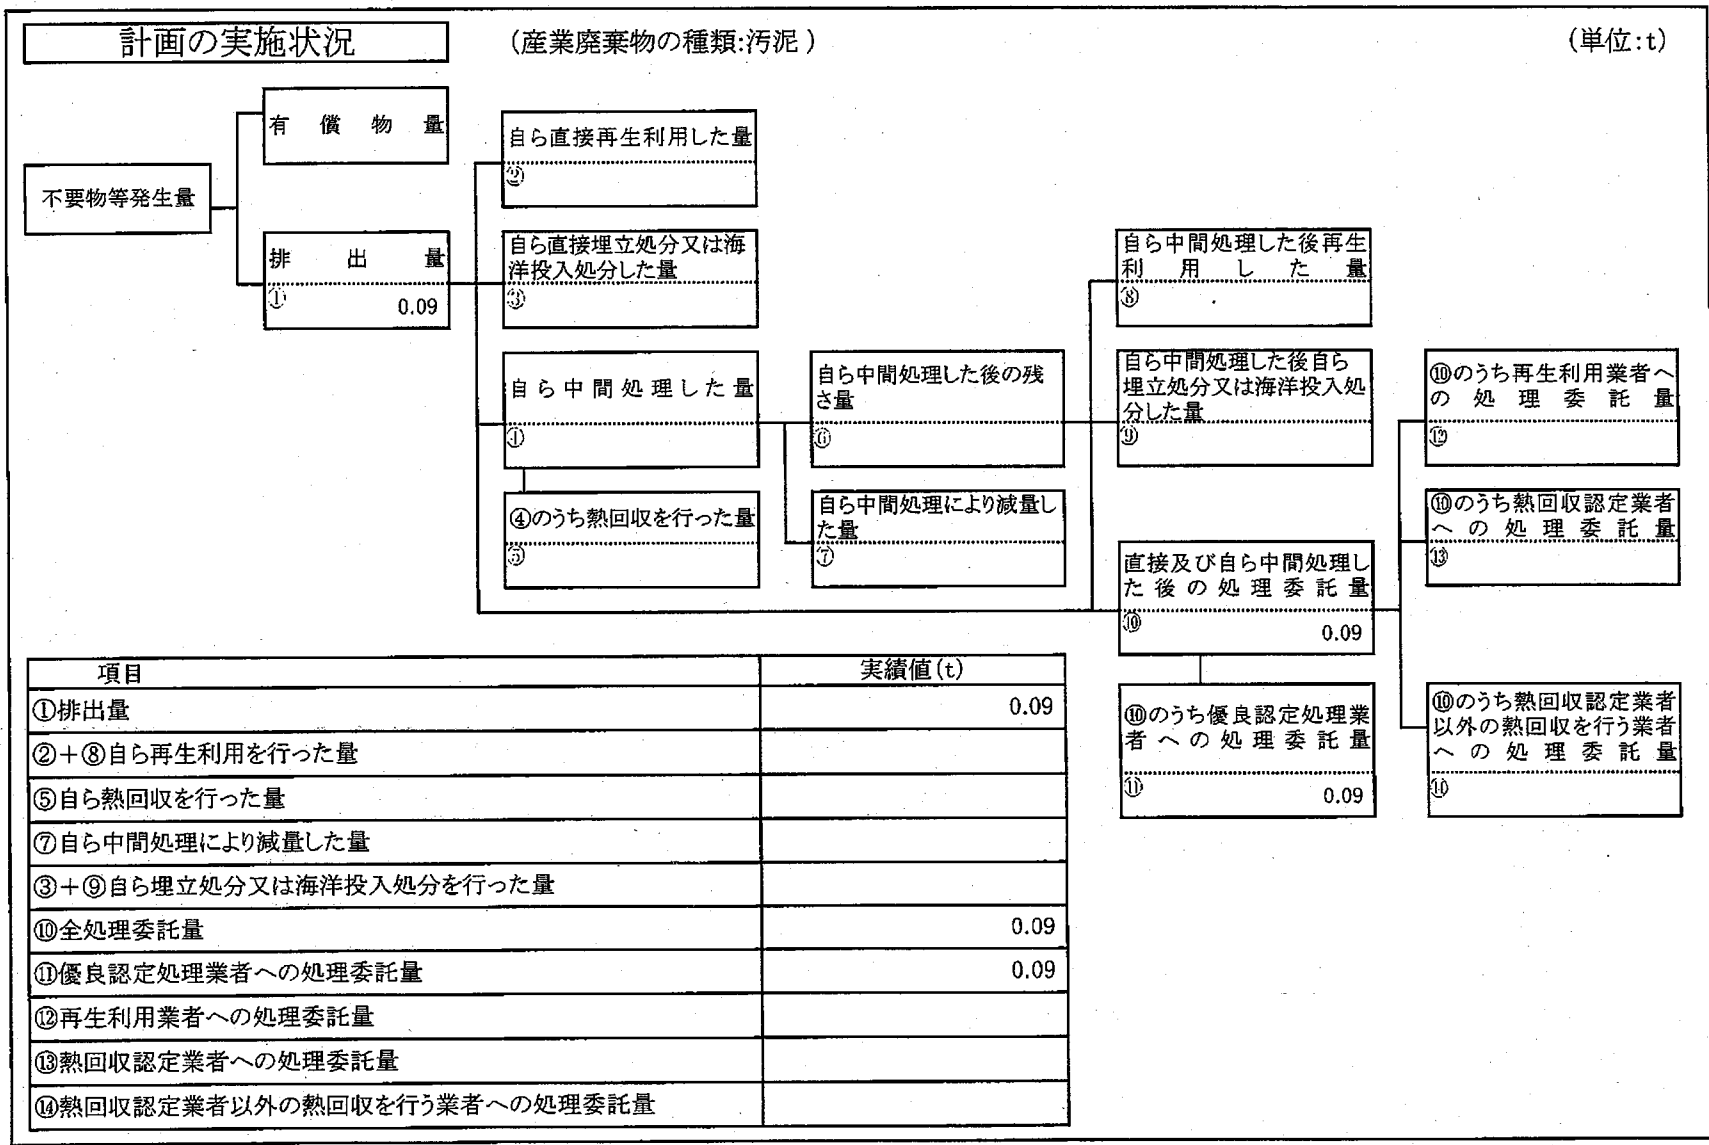 計画の実施状況
(産業廃棄物の種類:汚泥)
(単位:t)
有償物量
不要物等発生量
排出量
①
0.09
自ら直接再生利用した量
②
自ら直接埋立処分又は海
洋投入処分した量
③
自ら中間処理した量
④
④のうち熱回収を行った量
⑤
自ら中間処理した後の残
さ量
⑥
自ら中間処理により減量し
た量
⑦
自ら中間処理した後再生
利用した量
⑧
自ら中間処理した後自ら
埋立処分又は海洋投入処
分した量
⑨
直接及び自ら中間処理し
た後の処理委託量
⑩
0.09
⑩のうち優良認定処理業
者への処理委託量
⑪
0.09
⑩のうち再生利用業者へ
の処理委託量
⑫
⑩のうち熱回収認定業者
への処理委託量
⑬
⑩のうち熱回収認定業者
以外の熱回収を行う業者
への処理委託量
⑭
項目 実績値(t)
①排出量 0.09
②+⑧自ら再生利用を行った量
⑤自ら熱回収を行った量
⑦自ら中間処理により減量した量
③+⑨自ら埋立処分又は海洋投入処分を行った量
⑩全処理委託量 0.09
⑪優良認定処理業者への処理委託量 0.09
⑫再生利用業者への処理委託量
⑬熱回収認定業者への処理委託量
⑭熱回収認定業者以外の熱回収を行う業者への処理委託量